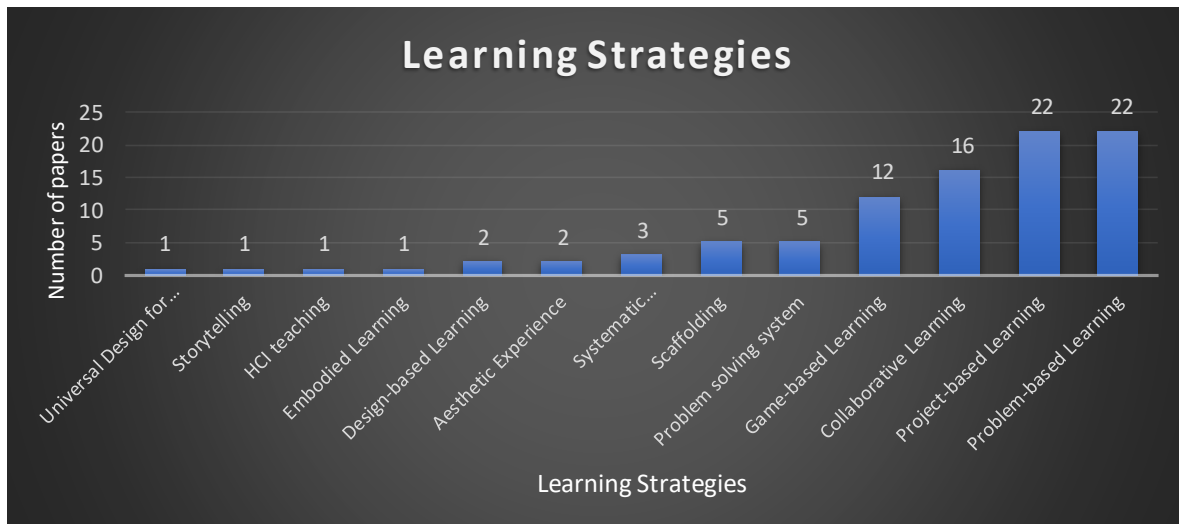 Learning Strategies
Number of papers
25
20
15
10
5
0
1
1
1
1
2
2
3
5
5
12
16
22
22
Universal Design for...
Storytelling
HCI teaching
Embodied Learning
Design-based Learning
Aesthetic Experience
Systematic...
Scaffolding
Problem solving system
Game-based Learning
Collaborative Learning
Project-based Learning
Problem-based Learning
Learning Strategies